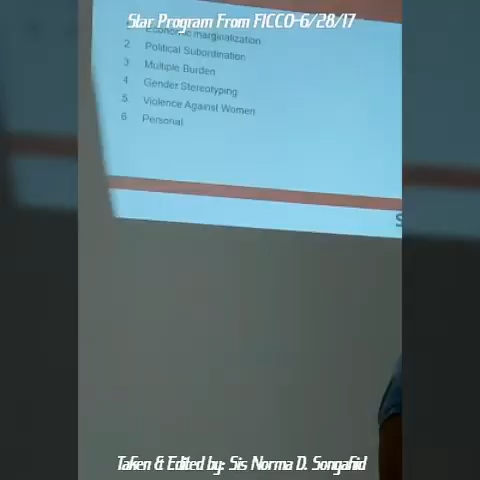 Star Program From FICCO-6/28/17
Economic marginalization
2 Political Subordination
3 Multiple Burden
4 Gender Stereotyping
5 Violence Against Women
6 Personal
S
Taken & Edited by: Sis Norma D. Songahid